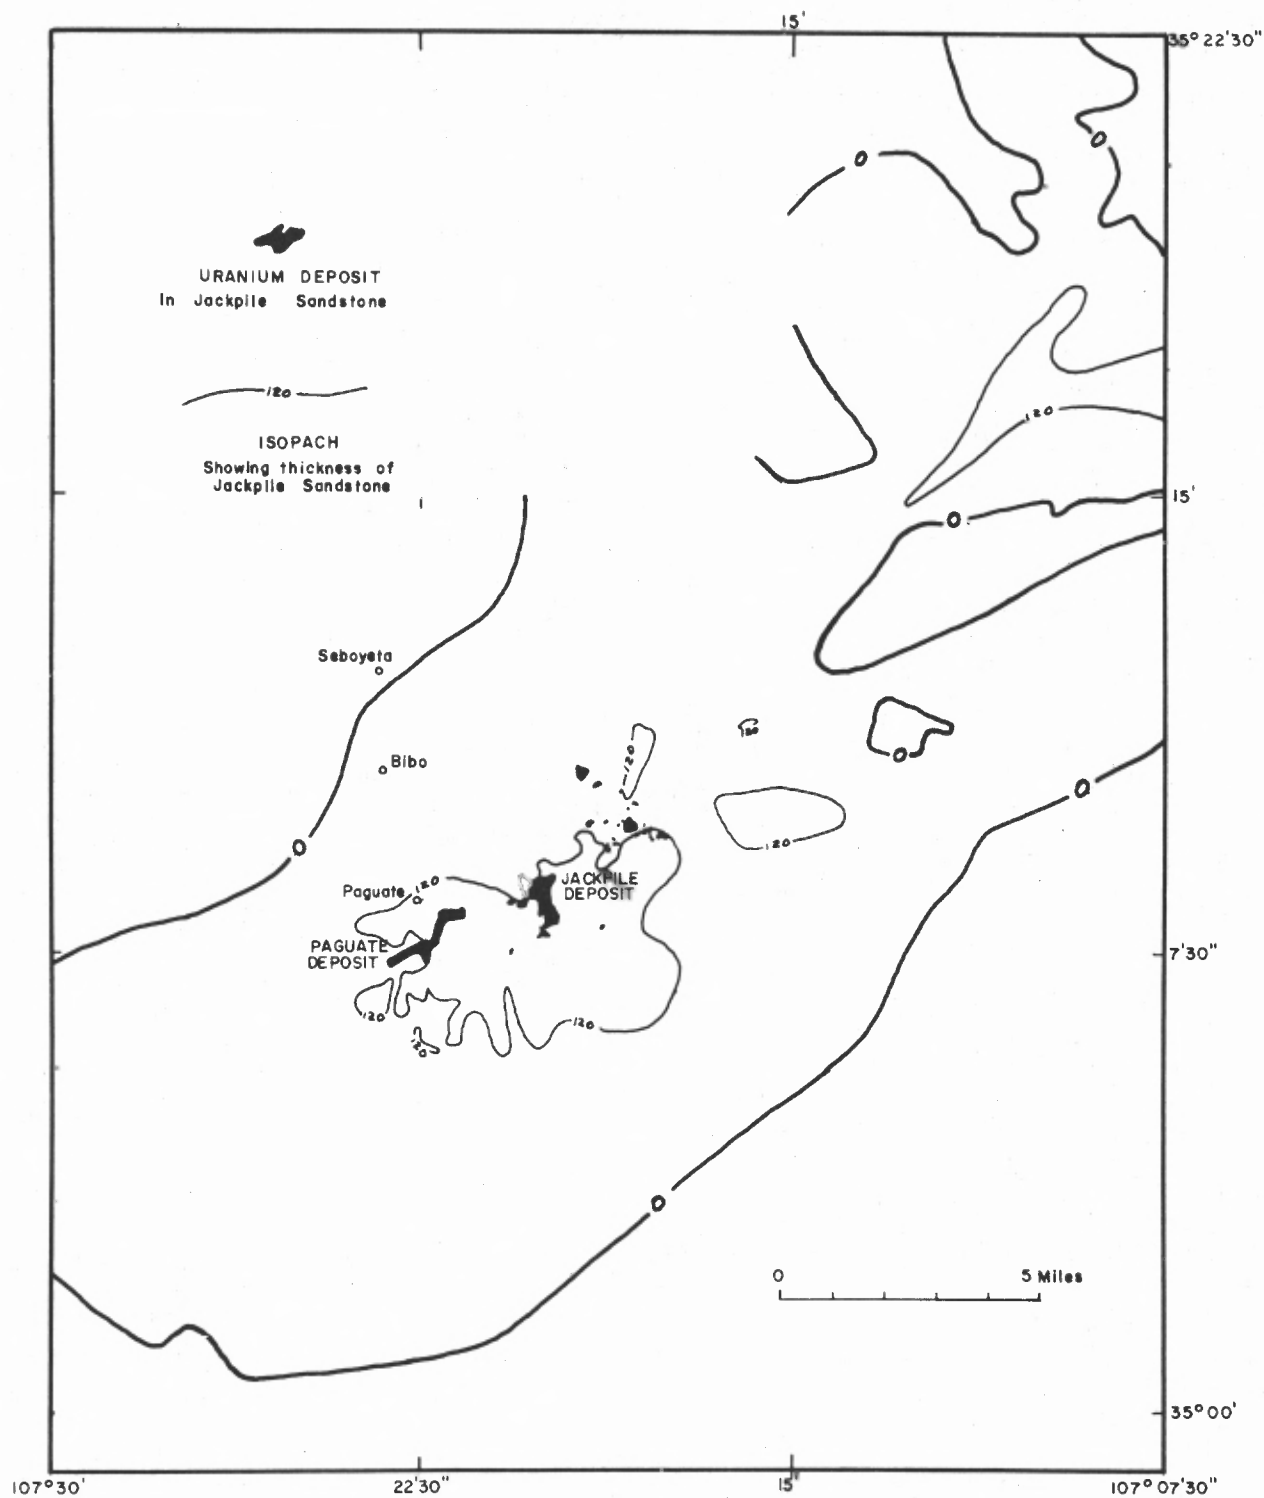 15'
35° 22'30"
0
0
URANIUM DEPOSIT
In Jackpile Sandstone
120
120
ISOPACH
Showing thickness of
Jackpile Sandstone
15'
0
Seboyeta
120
120
0
Bibo
0
120
0
JACKPILE
DEPOSIT
Paguate
120
PAGUATE
DEPOSIT
7'30"
120
120
120
0
0
5 Miles
35° 00'
107° 30'
22'30"
15'
107° 07'30"